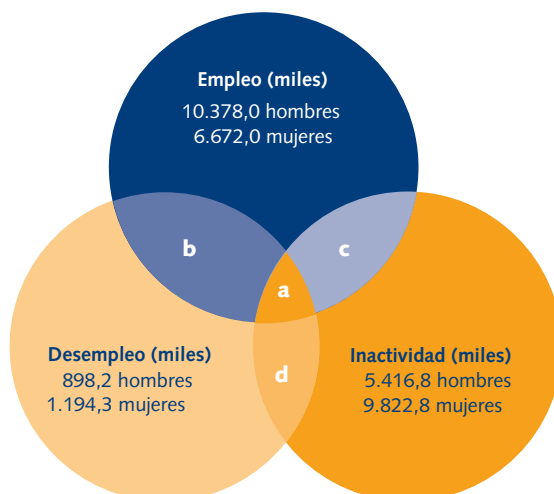 Empleo (miles)
10.378,0 hombres
6.672,0 mujeres
b
c
a
d
Desempleo (miles)
898,2 hombres
1.194,3 mujeres
Inactividad (miles)
5.416,8 hombres
9.822,8 mujeres